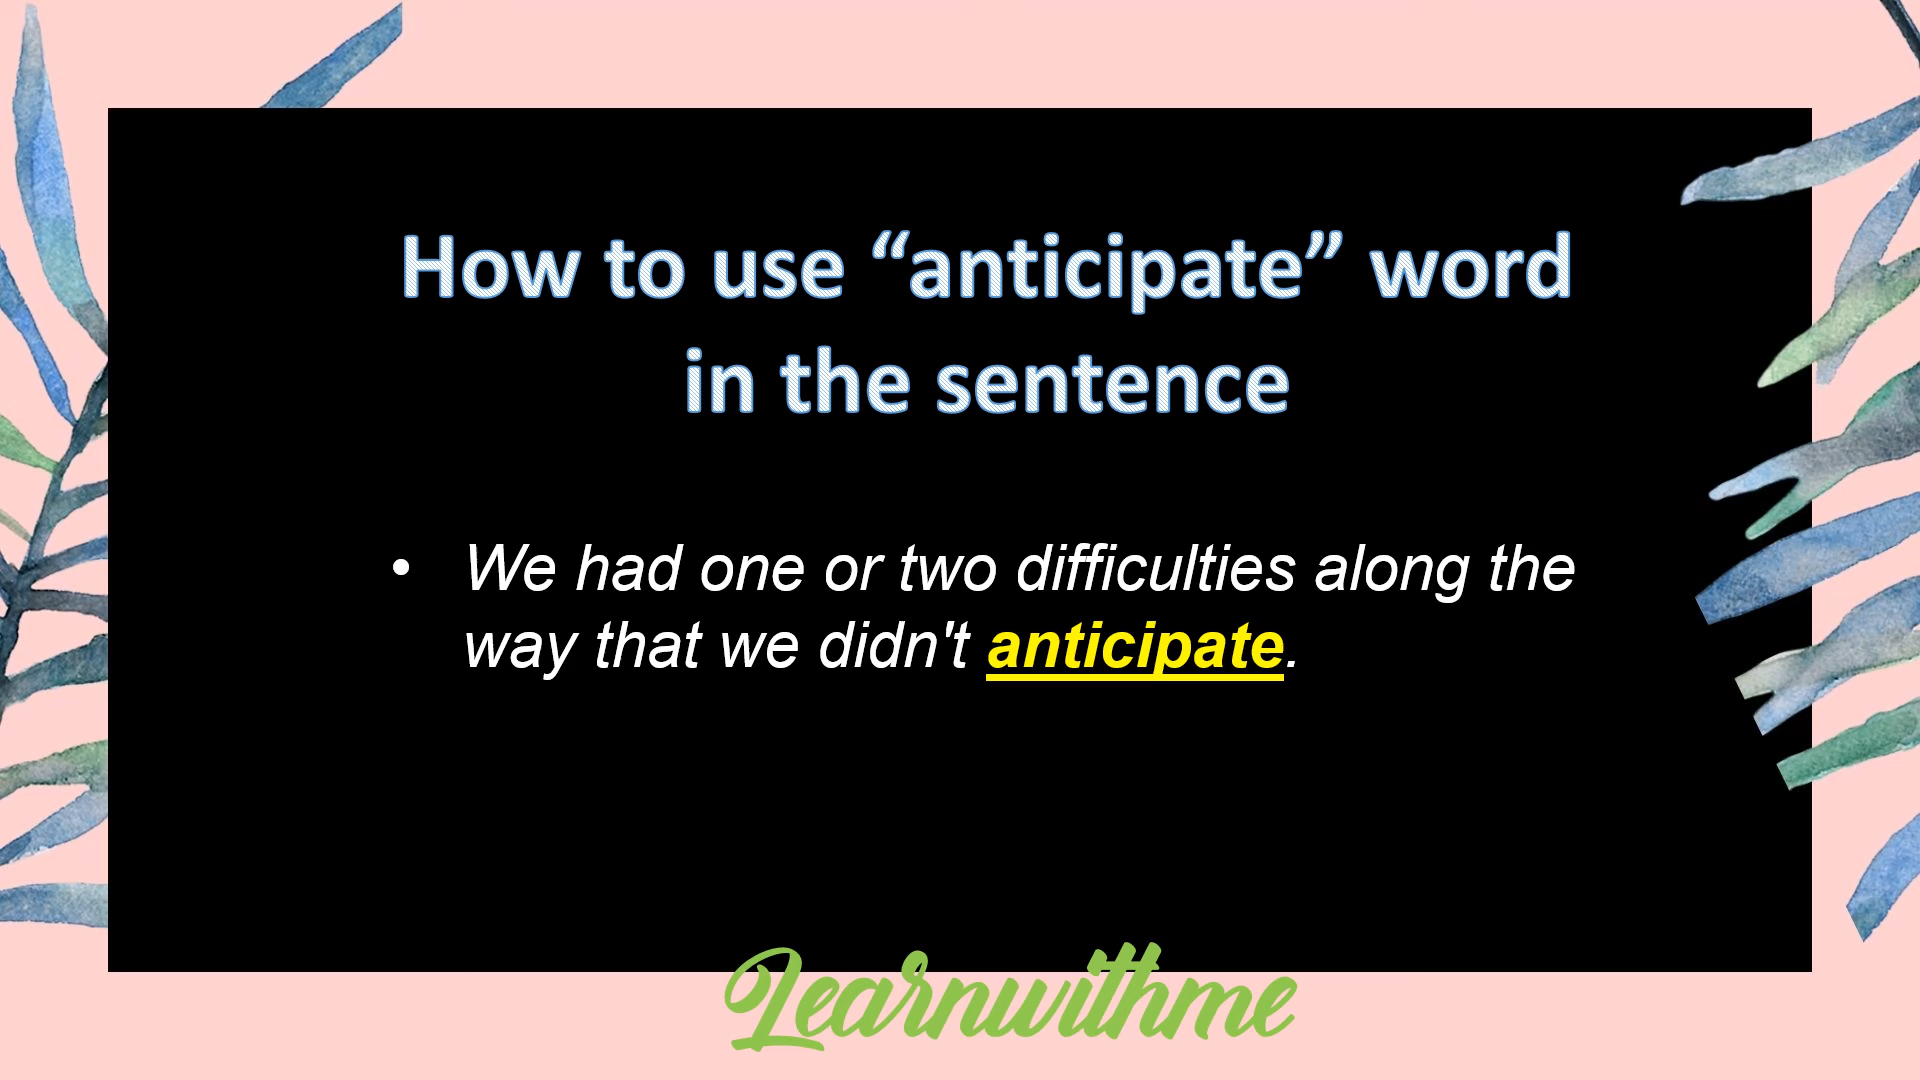 How to use “anticipate” word
in the sentence
• We had one or two difficulties along the
way that we didn't anticipate.
Learnwithme